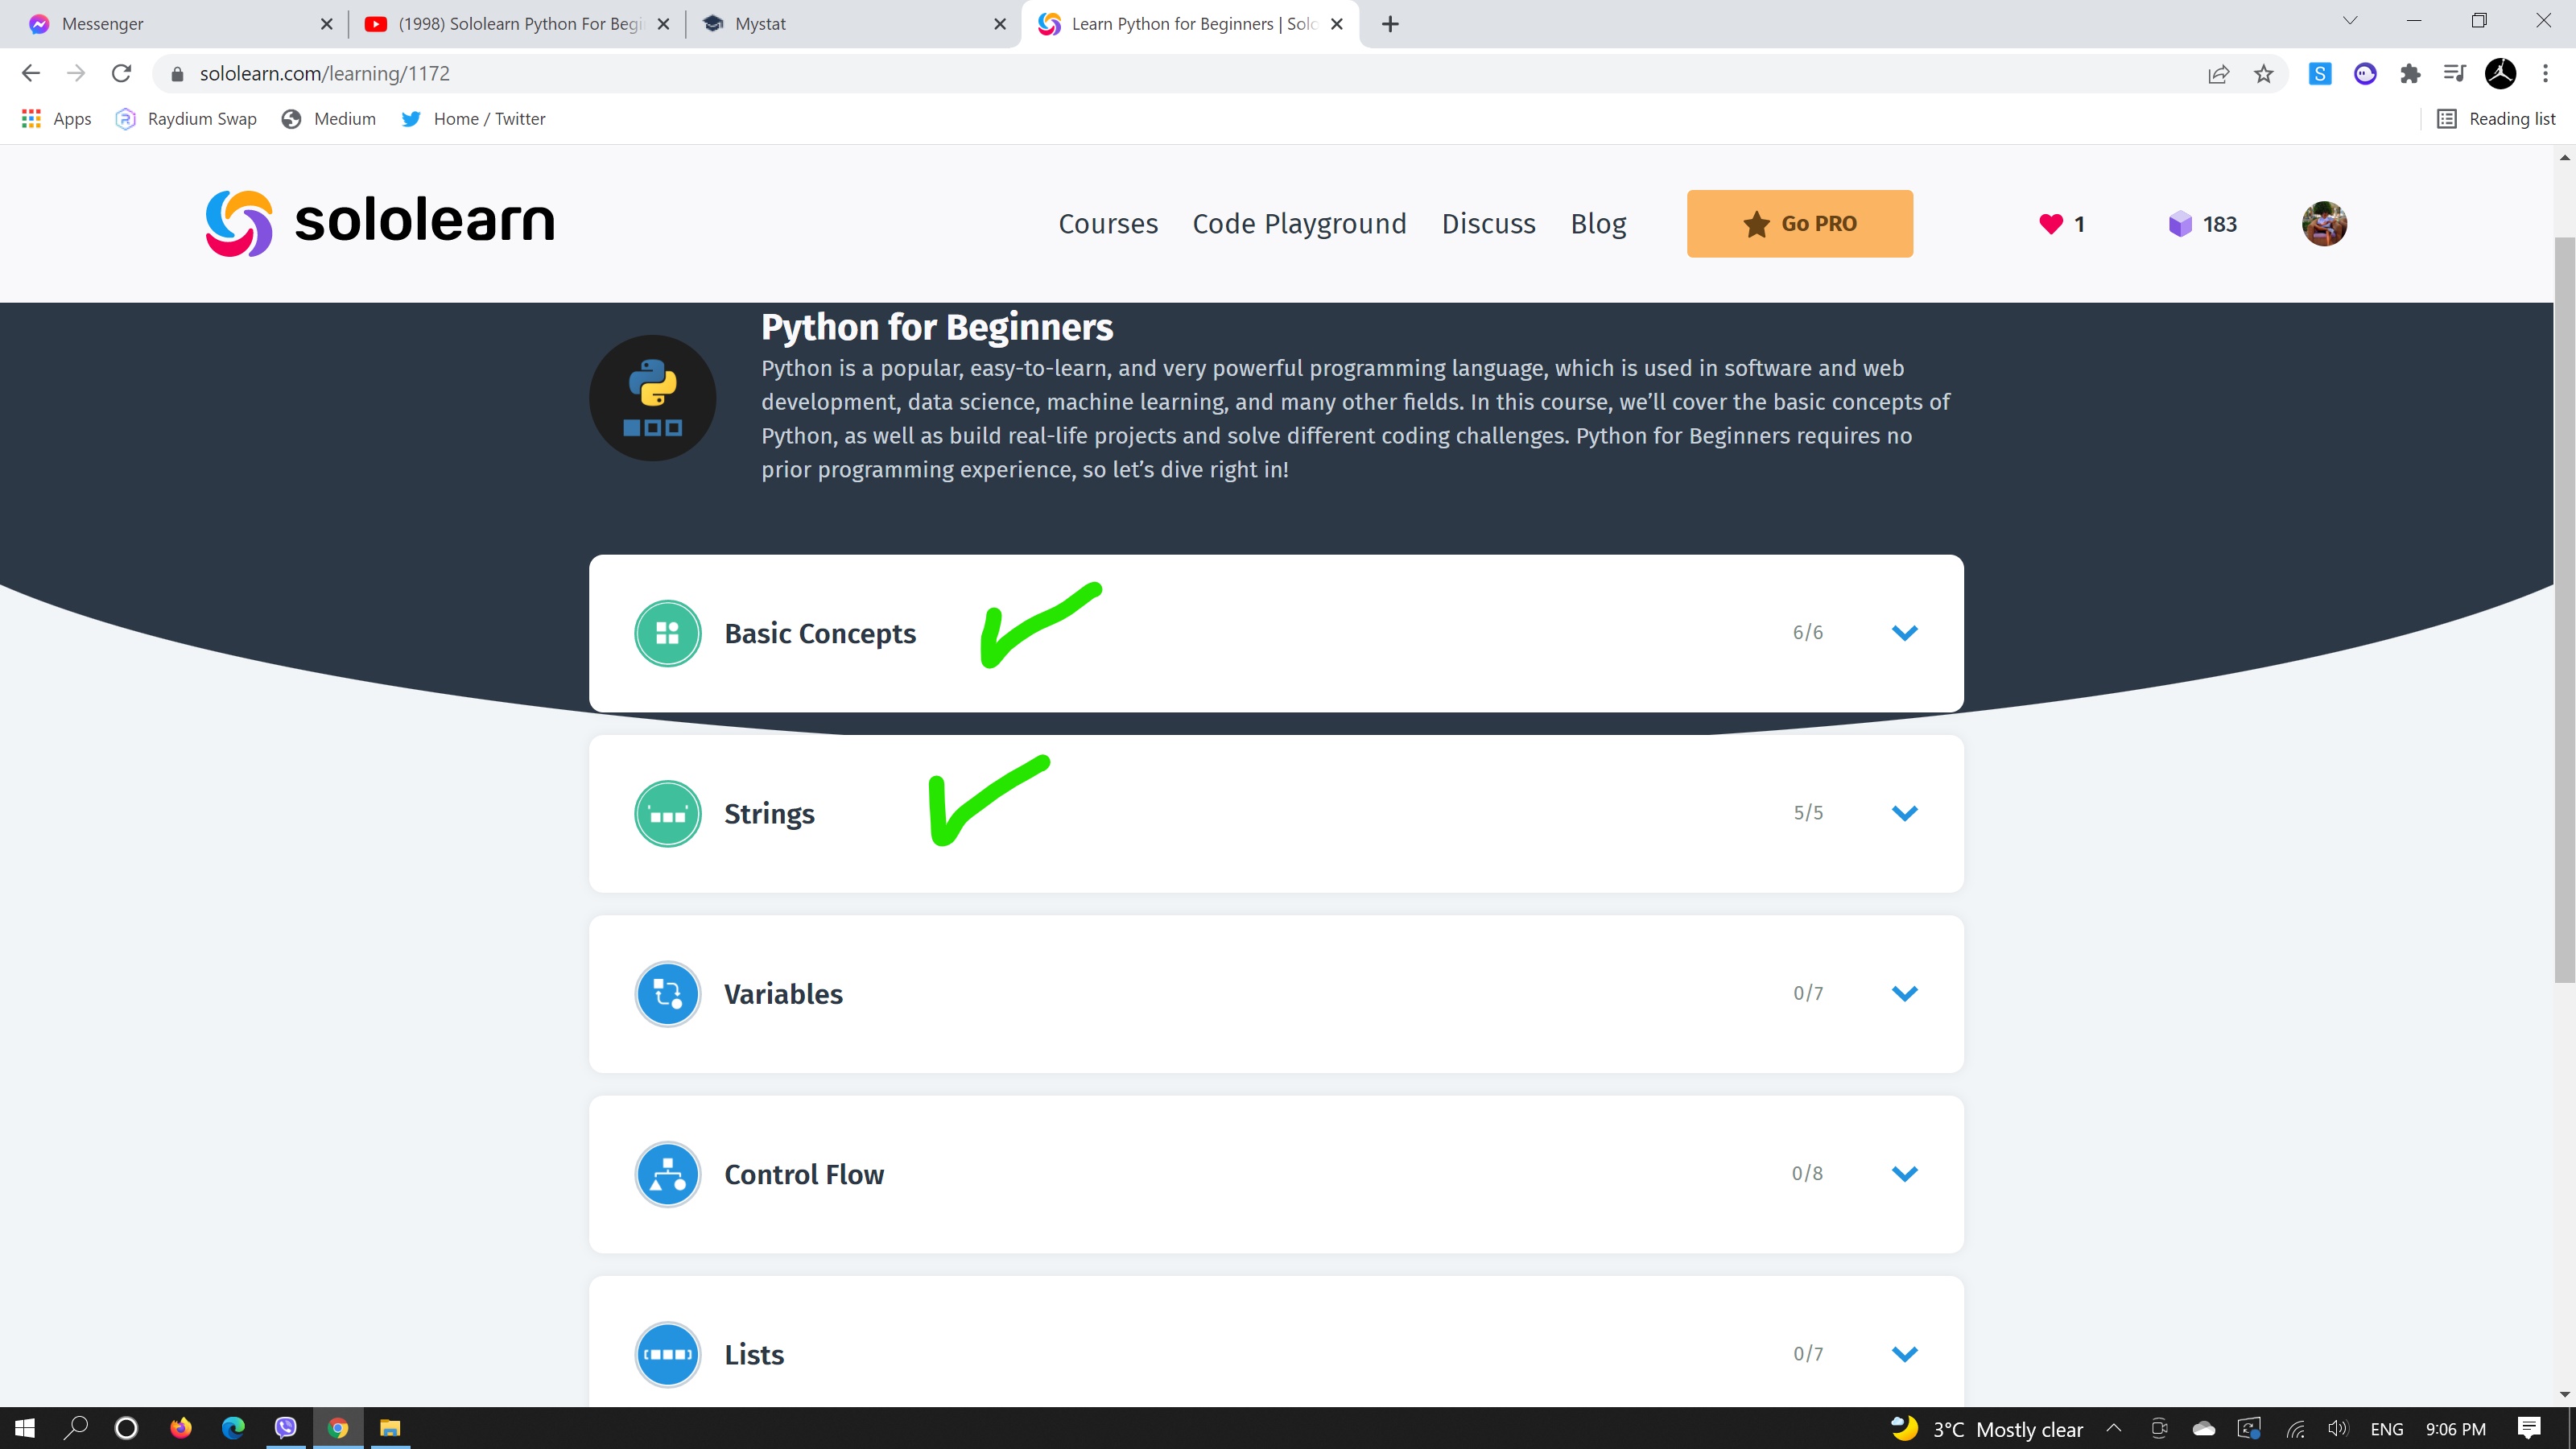 Messenger
(1998) Sololearn Python For Begi
Mystat
Learn Python for Beginners | Solo
sololearn.com/learning/1172
S
Apps
Raydium Swap
Medium
Home / Twitter
Reading list
sololearn
Courses
Code Playground
Discuss
Blog
Go PRO
1
183
Python for Beginners
Python is a popular, easy-to-learn, and very powerful programming language, which is used in software and web
development, data science, machine learning, and many other fields. In this course, we’ll cover the basic concepts of
Python, as well as build real-life projects and solve different coding challenges. Python for Beginners requires no
prior programming experience, so let’s dive right in!
Basic Concepts
6/6
Strings
5/5
Variables
0/7
Control Flow
0/8
Lists
0/7
3°C Mostly clear
ENG
9:06 PM